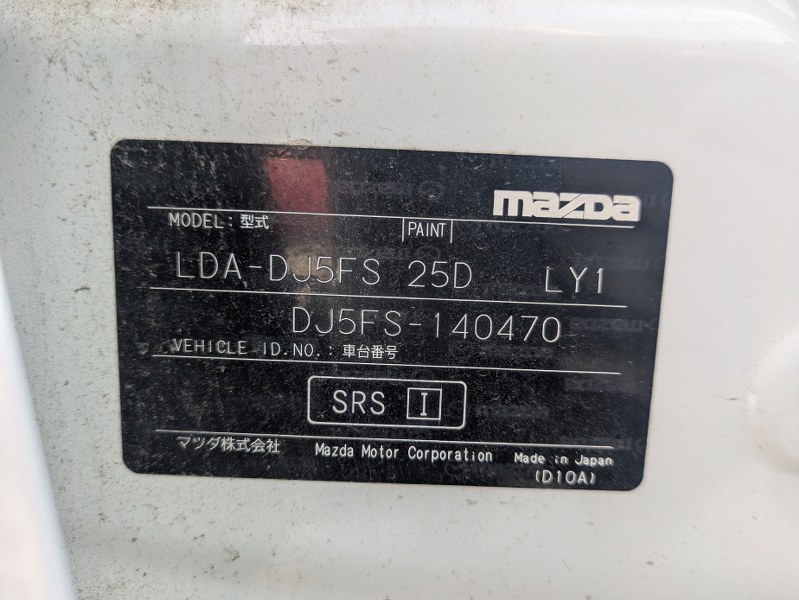 mazda
MODEL: 型式 PAINT
LDA-DJ5FS 25D LY1
DJ5FS-140470
VEHICLE ID.NO.: 車台番号
SRS I
マツダ株式会社 Mazda Motor Corporation Made in Japan
(D10A)